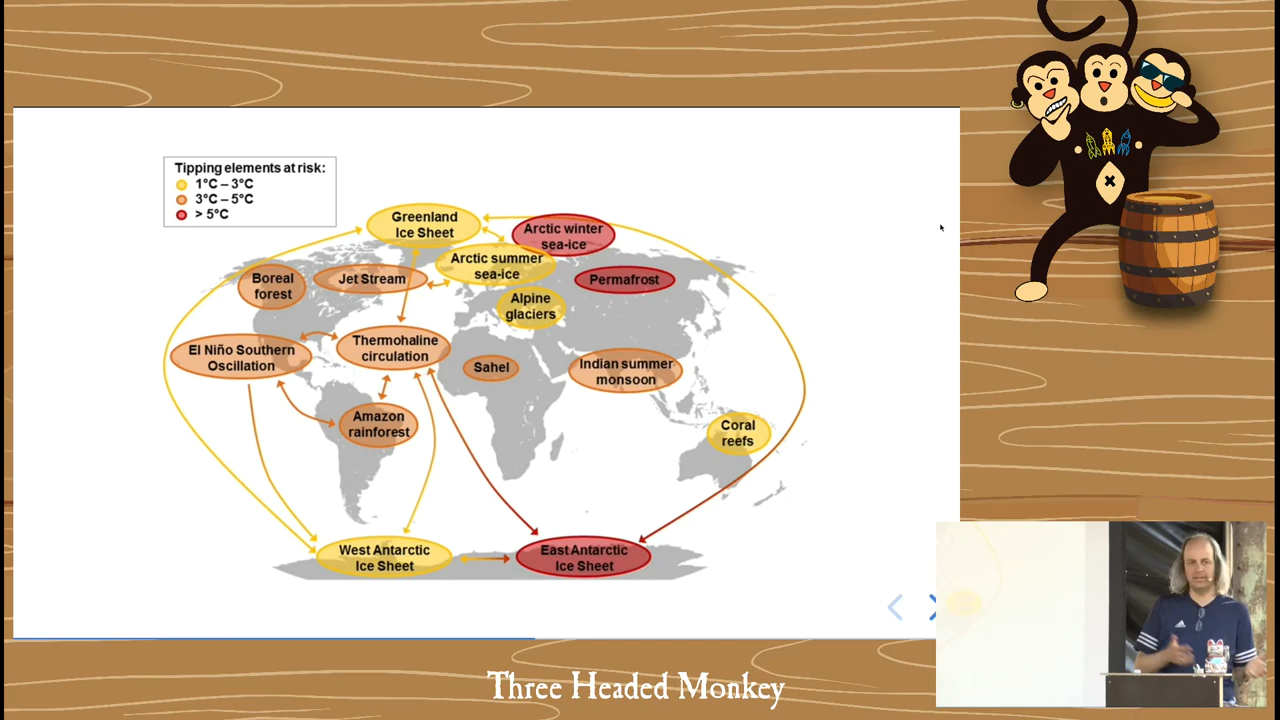 Tipping elements at risk:
1°C – 3°C
3°C – 5°C
> 5°C
Greenland
Ice Sheet
Arctic winter
sea-ice
Arctic summer
sea-ice
Boreal
forest
Jet Stream
Permafrost
Alpine
glaciers
El Niño Southern
Oscillation
Thermohaline
circulation
Sahel
Indian summer
monsoon
Amazon
rainforest
Coral
reefs
West Antarctic
Ice Sheet
East Antarctic
Ice Sheet
Three Headed Monkey